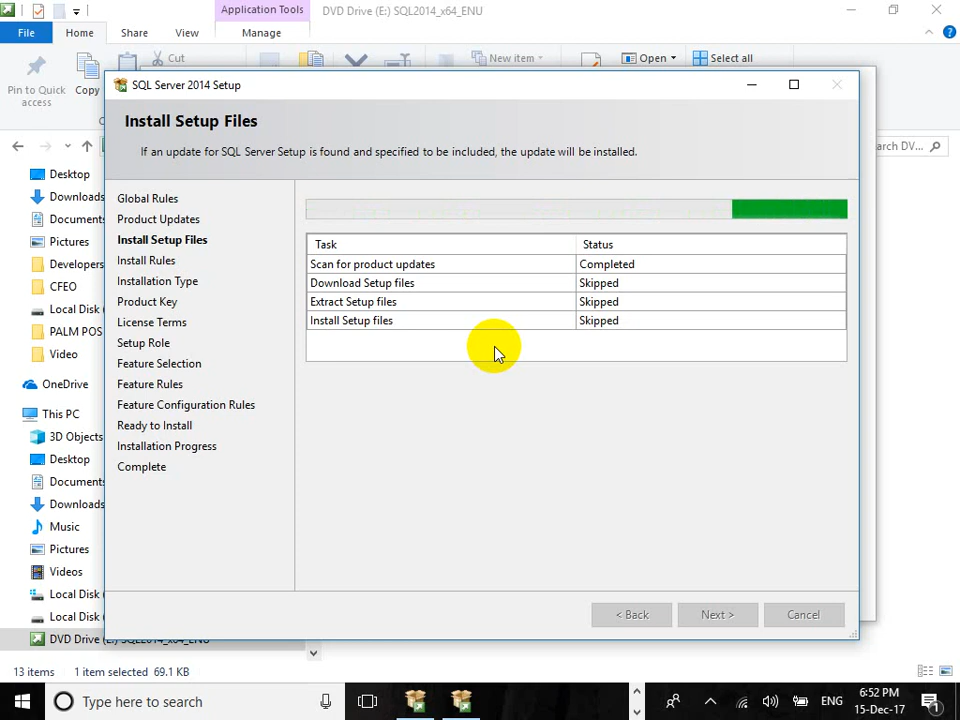 Application Tools
DVD Drive (E:) SQL2014_x64_ENU
File
Home
Share
View
Manage
Pin to Quick
access
Copy
Cut
New item
Open
Select all
SQL Server 2014 Setup
Install Setup Files
If an update for SQL Server Setup is found and specified to be included, the update will be installed.
arch DV...
Desktop
Downloads
Documents
Pictures
Developers
CFEO
Local Disk (
PALM POS
Video
OneDrive
This PC
3D Objects
Desktop
Documents
Downloads
Music
Pictures
Videos
Local Disk (
Local Disk (
DVD Drive (E:) SQL2014_x64_ENU
Global Rules
Product Updates
Install Setup Files
Install Rules
Installation Type
Product Key
License Terms
Setup Role
Feature Selection
Feature Rules
Feature Configuration Rules
Ready to Install
Installation Progress
Complete
Task Status
Scan for product updates Completed
Download Setup files Skipped
Extract Setup files Skipped
Install Setup files Skipped
< Back
Next >
Cancel
13 items
1 item selected 69.1 KB
Type here to search
ENG
6:52 PM
15-Dec-17
1